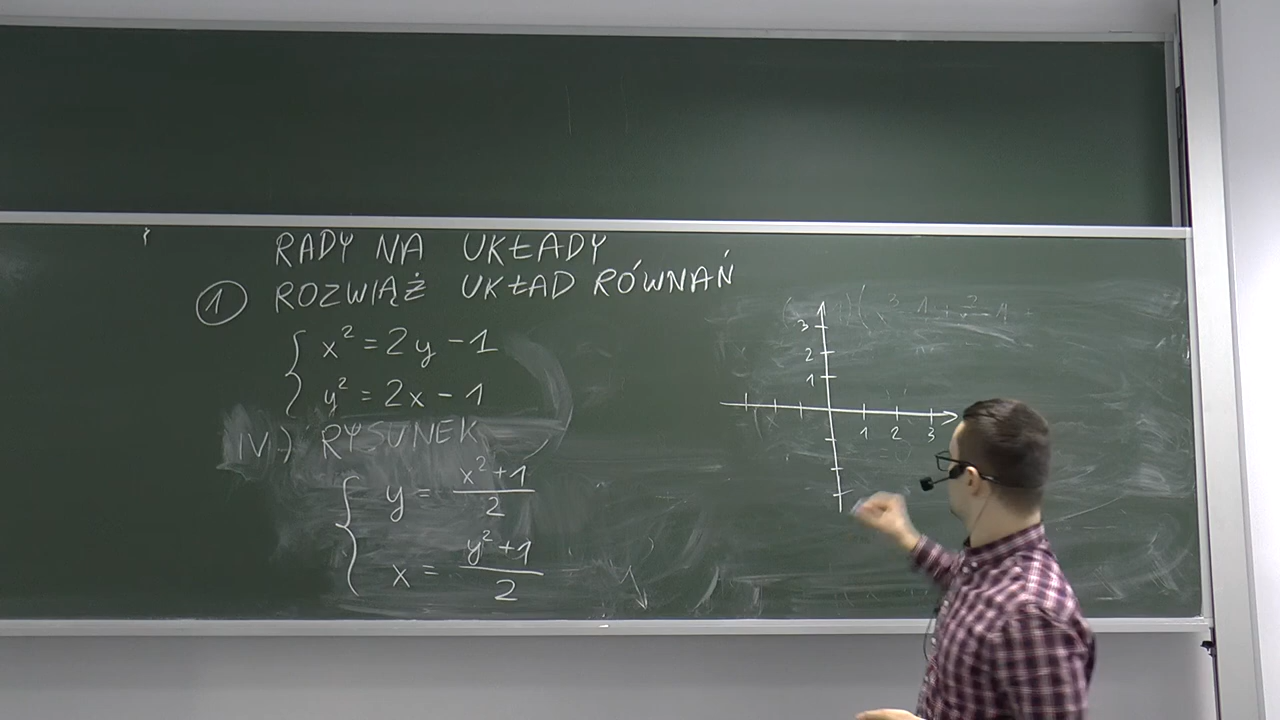 RADY NA UKŁADY
① ROZWIĄŻ UKŁAD RÓWNAŃ
x² = 2y - 1
y² = 2x - 1
IV) RYSUNEK
y = (x² + 1)/2
x = (y² + 1)/2
3
2
1
1 2 3